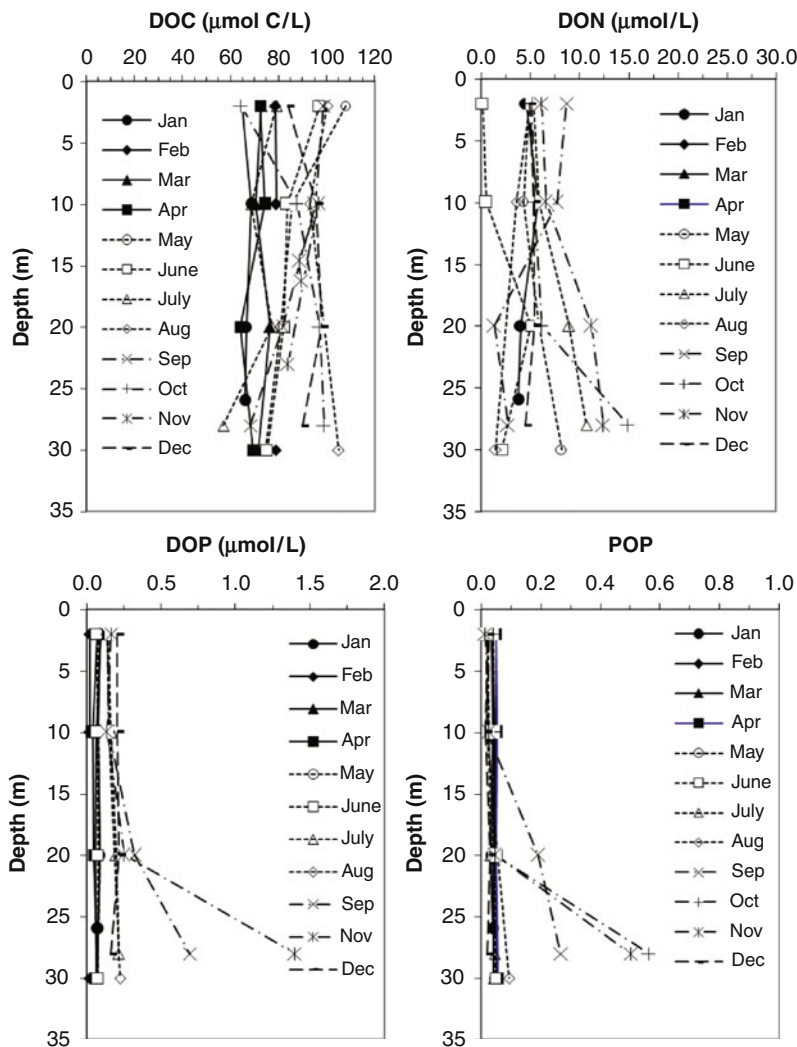 DOC (μmol C/L)
0 20 40 60 80 100 120
Depth (m)
0
5
10
15
20
25
30
35
Jan
Feb
Mar
Apr
May
June
July
Aug
Sep
Oct
Nov
Dec
DON (μmol/L)
0.0 5.0 10.0 15.0 20.0 25.0 30.0
Depth (m)
0
5
10
15
20
25
30
35
Jan
Feb
Mar
Apr
May
June
July
Aug
Sep
Oct
Nov
Dec
DOP (μmol/L)
0.0 0.5 1.0 1.5 2.0
Depth (m)
0
5
10
15
20
25
30
35
Jan
Feb
Mar
Apr
May
June
July
Aug
Sep
Nov
Dec
POP
0.0 0.2 0.4 0.6 0.8 1.0
Depth (m)
0
5
10
15
20
25
30
35
Jan
Feb
Mar
Apr
May
June
July
Aug
Sep
Oct
Nov
Dec